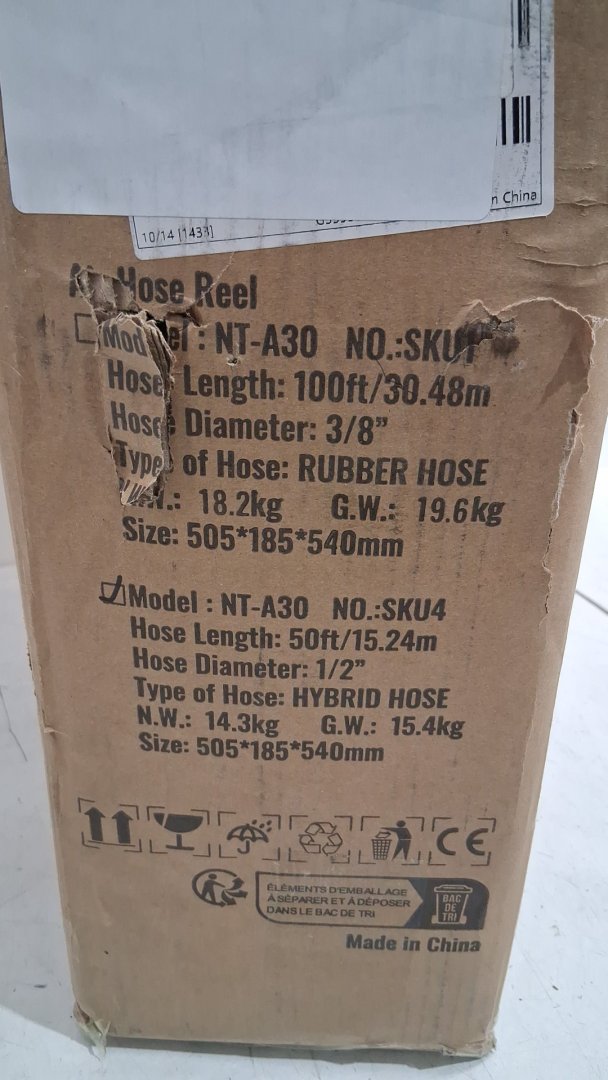 n China
10/14 [1433]
Hose Reel
Model : NT-A30 NO.:SKU1
Hose Length: 100ft/30.48m
Hose Diameter: 3/8”
Type of Hose: RUBBER HOSE
N.W.: 18.2kg G.W.: 19.6kg
Size: 505*185*540mm
Model : NT-A30 NO.:SKU4
Hose Length: 50ft/15.24m
Hose Diameter: 1/2”
Type of Hose: HYBRID HOSE
N.W.: 14.3kg G.W.: 15.4kg
Size: 505*185*540mm
CE
ÉLÉMENTS D'EMBALLAGE
À SÉPARER ET À DÉPOSER
DANS LE BAC DE TRI
BAC
DE
TRI
Made in China